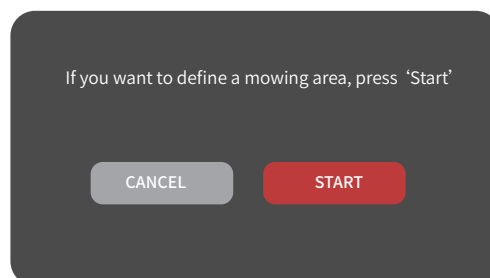 If you want to define a mowing area, press ‘Start’
CANCEL
START